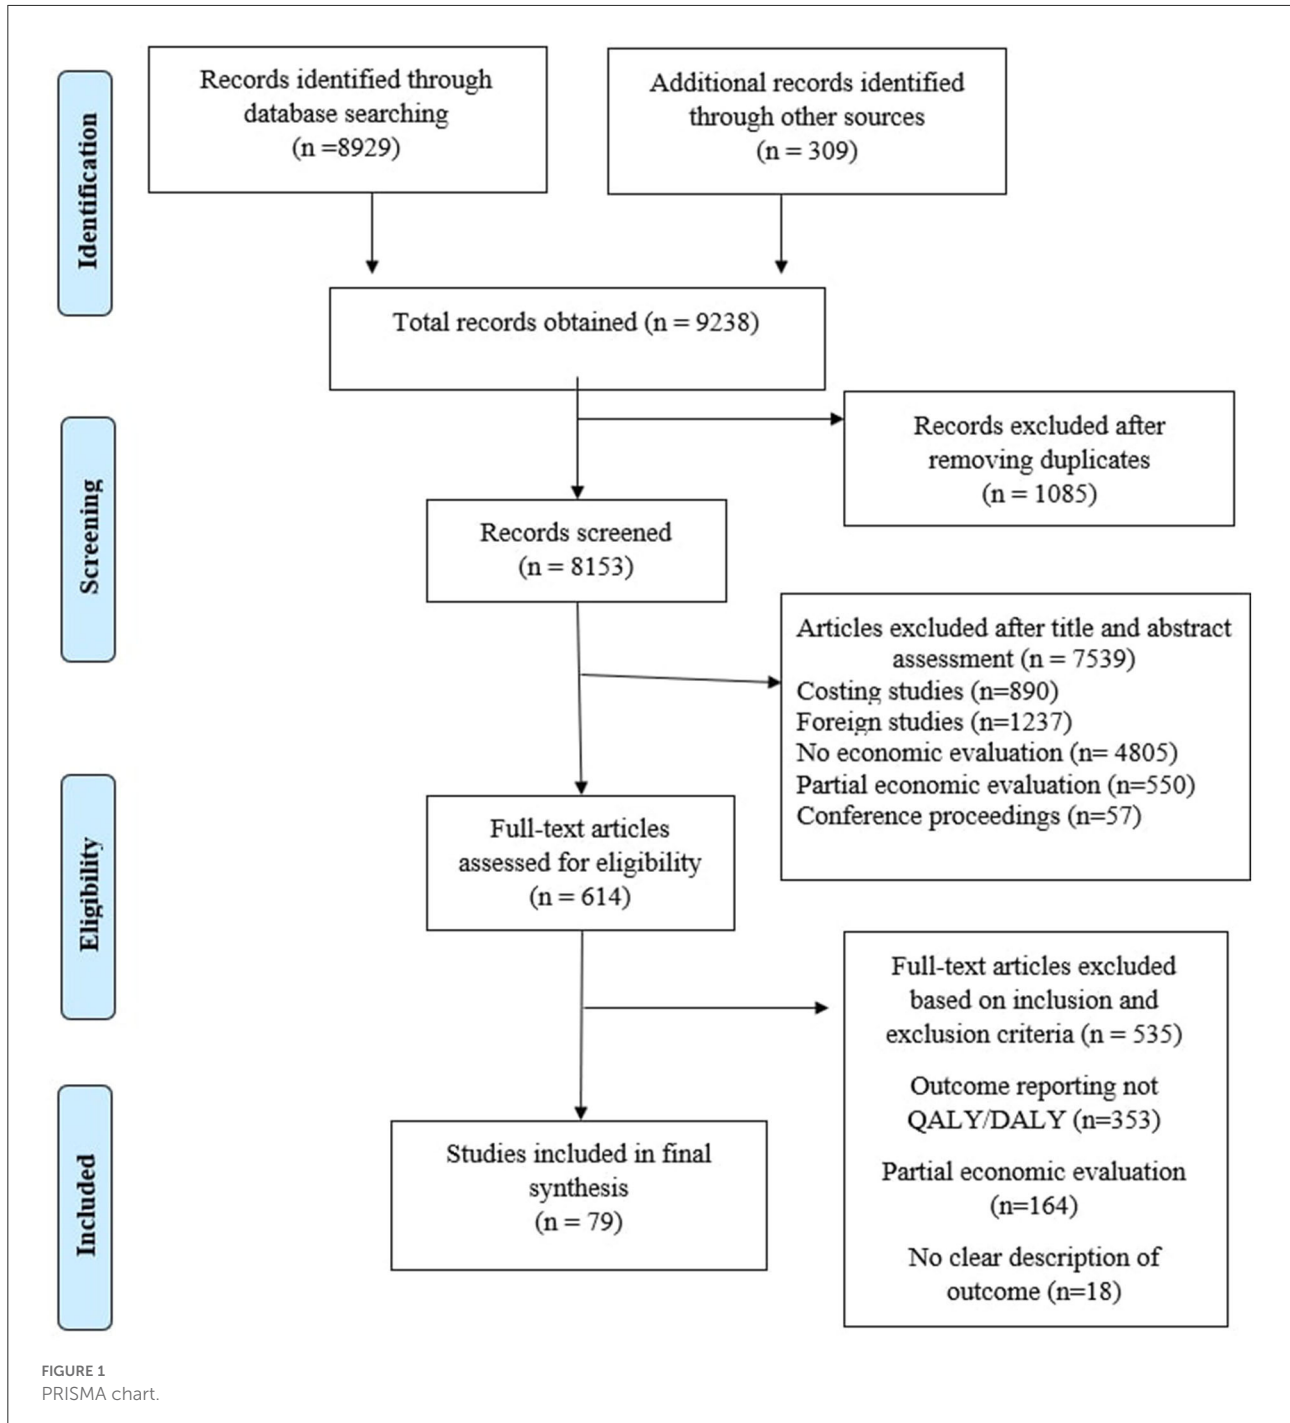 Identification
Records identified through
database searching
(n =8929)
Additional records identified
through other sources
(n = 309)
Total records obtained (n = 9238)
Screening
Records excluded after
removing duplicates
(n = 1085)
Records screened
(n = 8153)
Articles excluded after title and abstract
assessment (n = 7539)
Costing studies (n=890)
Foreign studies (n=1237)
No economic evaluation (n= 4805)
Partial economic evaluation (n=550)
Conference proceedings (n=57)
Eligibility
Full-text articles
assessed for eligibility
(n = 614)
Full-text articles excluded
based on inclusion and
exclusion criteria (n = 535)
Outcome reporting not
QALY/DALY (n=353)
Partial economic evaluation
(n=164)
No clear description of
outcome (n=18)
Included
Studies included in final
synthesis
(n = 79)
FIGURE 1
PRISMA chart.